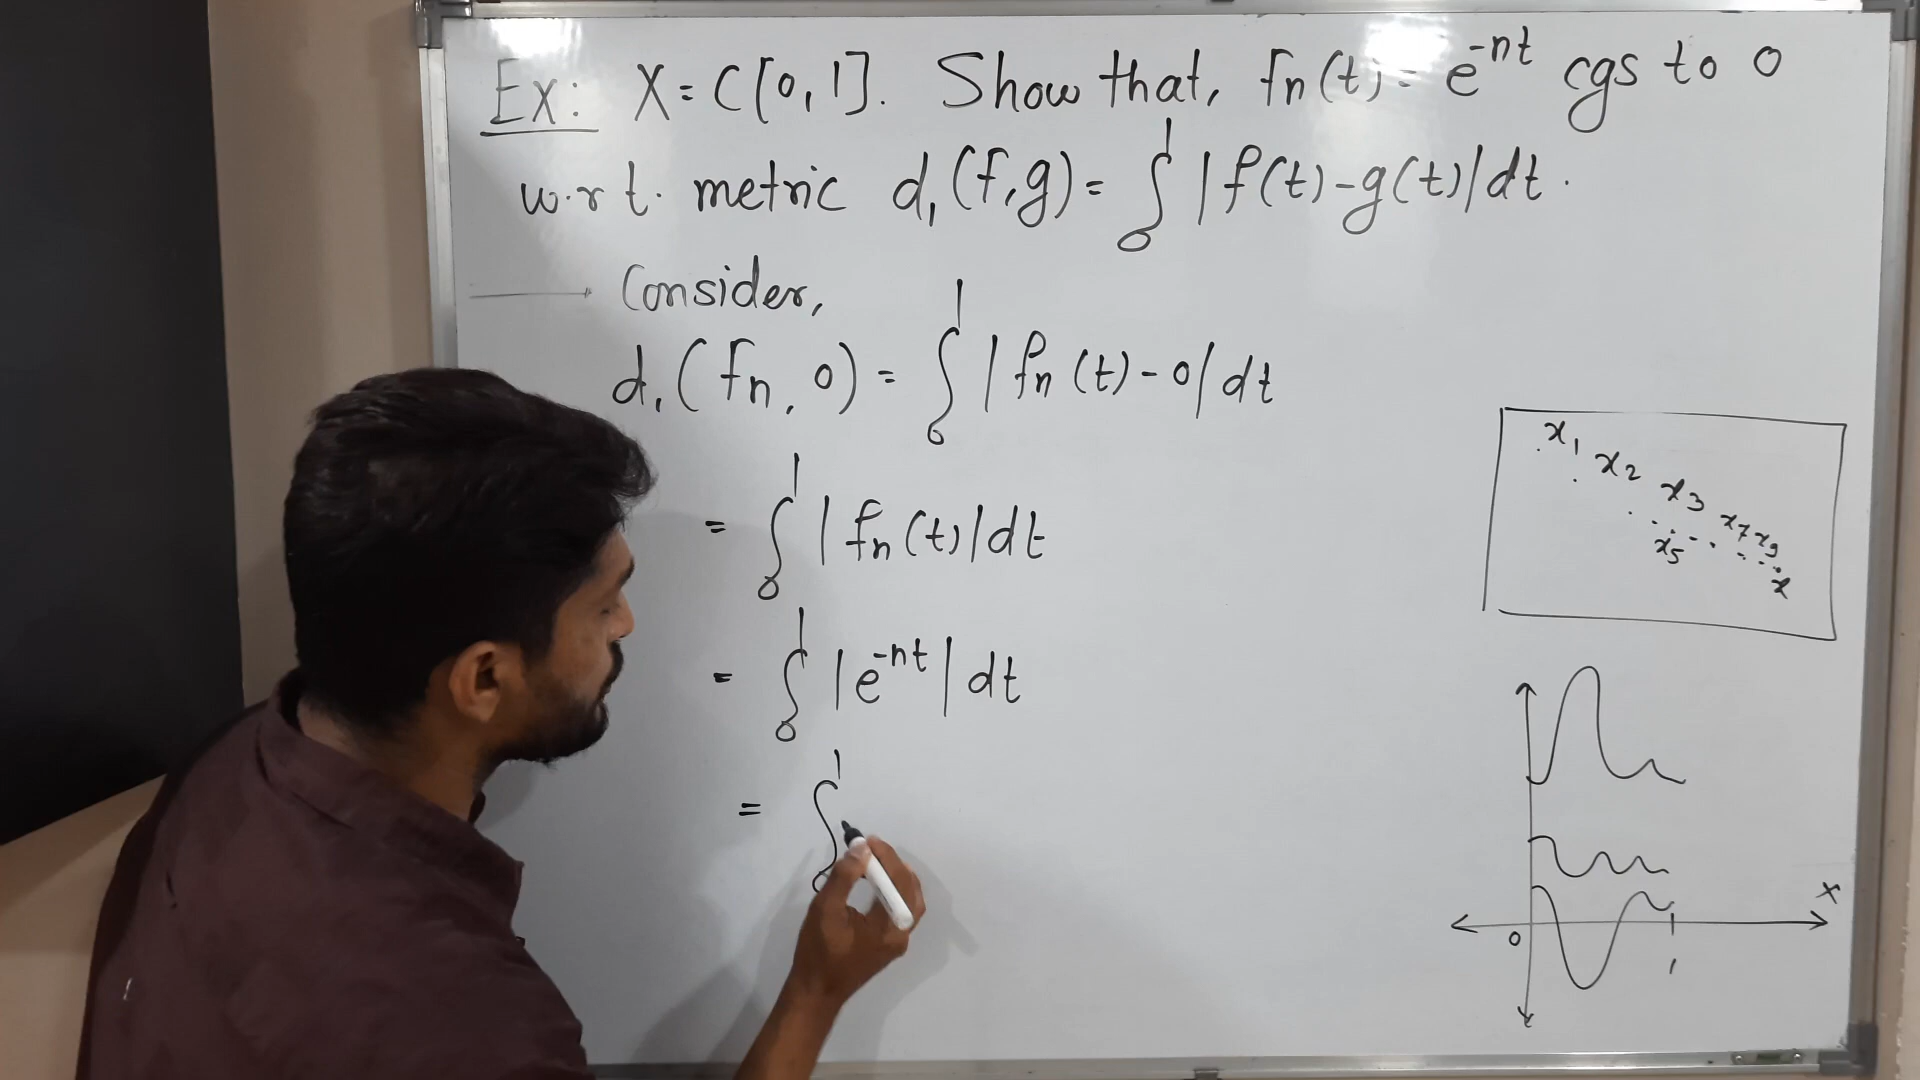 Ex: X = C[0,1]. Show that, fn(t) = e^-nt cgs to 0
w.r t. metric d₁(f,g) = ∫₀¹ |f(t)-g(t)|dt.
→ Consider,
d₁(fn, 0) = ∫₀¹ |fn(t)-0|dt
= ∫₀¹ |fn(t)|dt
= ∫₀¹ |e^-nt|dt
= ∫₀¹
x₁ x₂ x₃ x₇ x₉
x₅ x
x
0 1